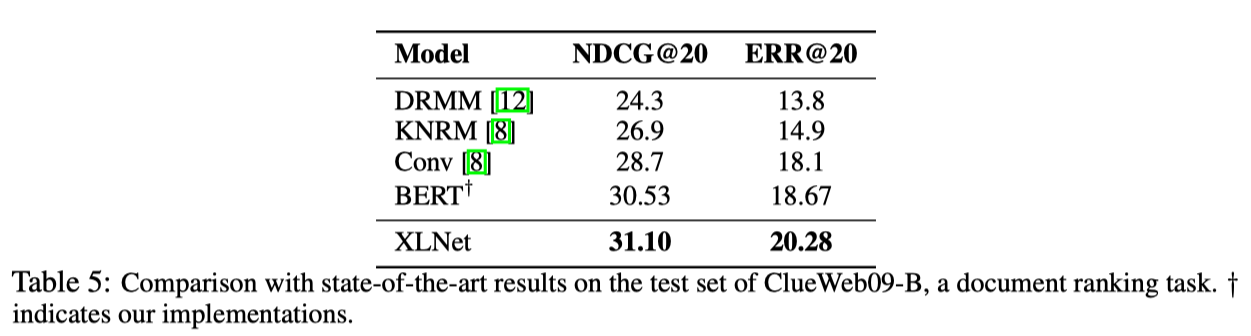 Model NDCG@20 ERR@20
DRMM [12] 24.3 13.8
KNRM [8] 26.9 14.9
Conv [8] 28.7 18.1
BERT† 30.53 18.67
XLNet 31.10 20.28
Table 5: Comparison with state-of-the-art results on the test set of ClueWeb09-B, a document ranking task. †
indicates our implementations.